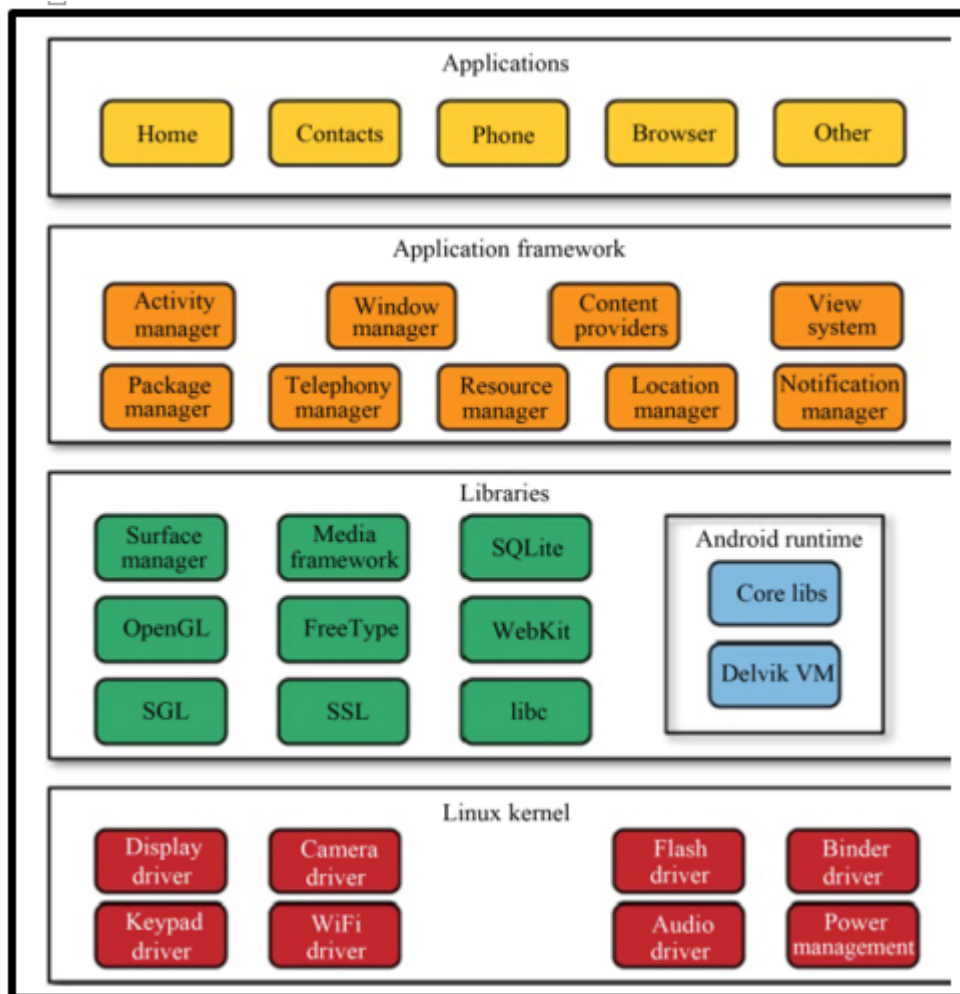 Applications
Home
Contacts
Phone
Browser
Other
Application framework
Activity
manager
Window
manager
Content
providers
View
system
Package
manager
Telephony
manager
Resource
manager
Location
manager
Notification
manager
Libraries
Surface
manager
Media
framework
SQLite
OpenGL
FreeType
WebKit
SGL
SSL
libc
Android runtime
Core libs
Delvik VM
Linux kernel
Display
driver
Camera
driver
Flash
driver
Binder
driver
Keypad
driver
WiFi
driver
Audio
driver
Power
management